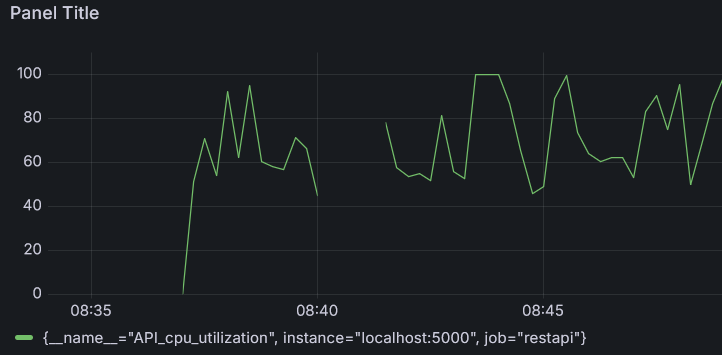 Panel Title
100
80
60
40
20
0
08:35 08:40 08:45
{__name__="API_cpu_utilization", instance="localhost:5000", job="restapi"}